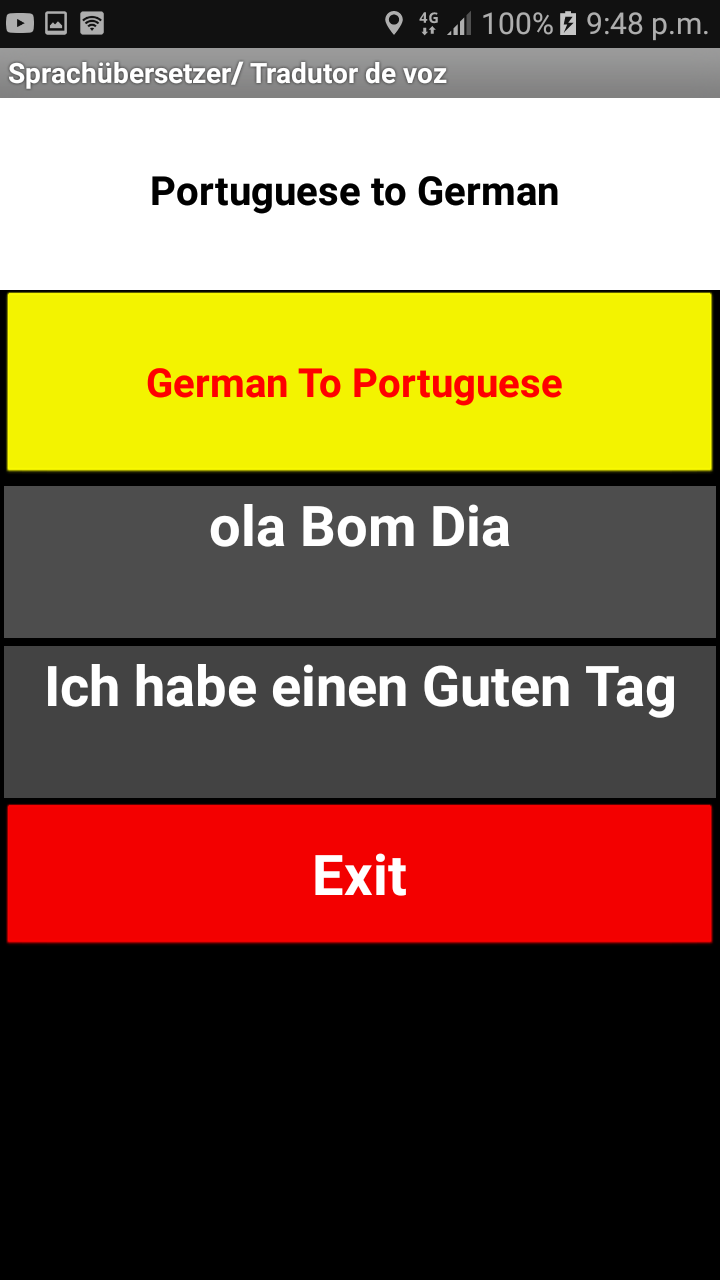 4G 100% 9:48 p.m.
Sprachübersetzer/ Tradutor de voz
Portuguese to German
German To Portuguese
ola Bom Dia
Ich habe einen Guten Tag
Exit